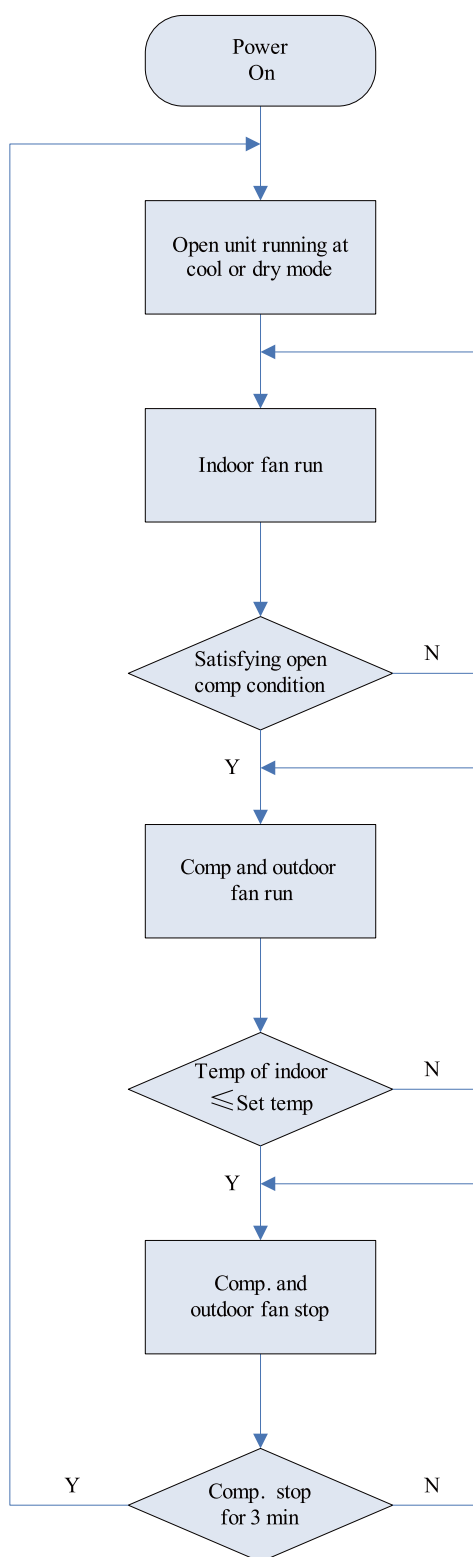 Power
On
Open unit running at
cool or dry mode
Indoor fan run
Satisfying open
comp condition
N
Y
Comp and outdoor
fan run
Temp of indoor
≤Set temp
N
Y
Comp. and
outdoor fan stop
Y
Comp. stop
for 3 min
N